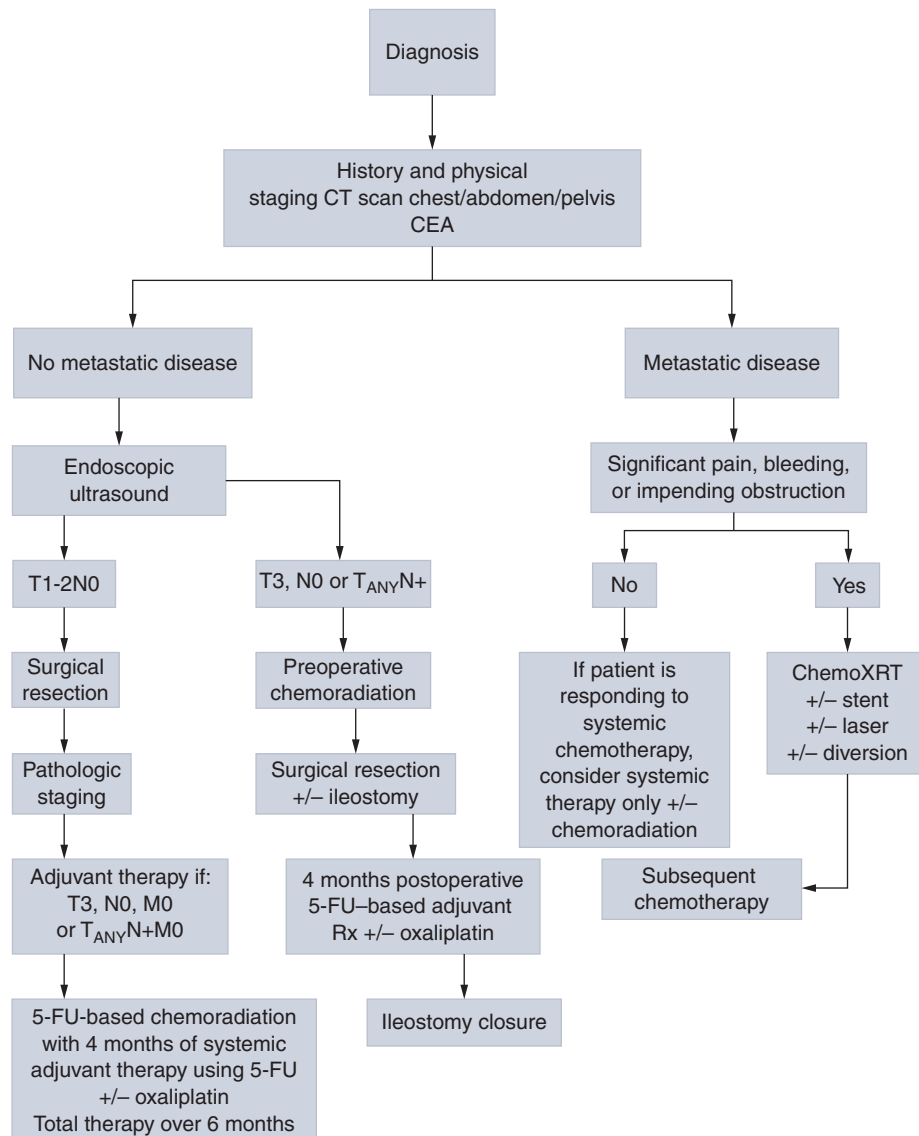 Diagnosis
History and physical
staging CT scan chest/abdomen/pelvis
CEA
No metastatic disease
Metastatic disease
Endoscopic
ultrasound
Significant pain, bleeding,
or impending obstruction
T1-2N0
T3, N0 or TANYN+
No
Yes
Surgical
resection
Preoperative
chemoradiation
If patient is
responding to
systemic
chemotherapy,
consider systemic
therapy only +/–
chemoradiation
ChemoXRT
+/– stent
+/– laser
+/– diversion
Pathologic
staging
Surgical resection
+/– ileostomy
Adjuvant therapy if:
T3, N0, M0
or TANYN+M0
4 months postoperative
5-FU–based adjuvant
Rx +/– oxaliplatin
Subsequent
chemotherapy
5-FU-based chemoradiation
with 4 months of systemic
adjuvant therapy using 5-FU
+/– oxaliplatin
Total therapy over 6 months
Ileostomy closure